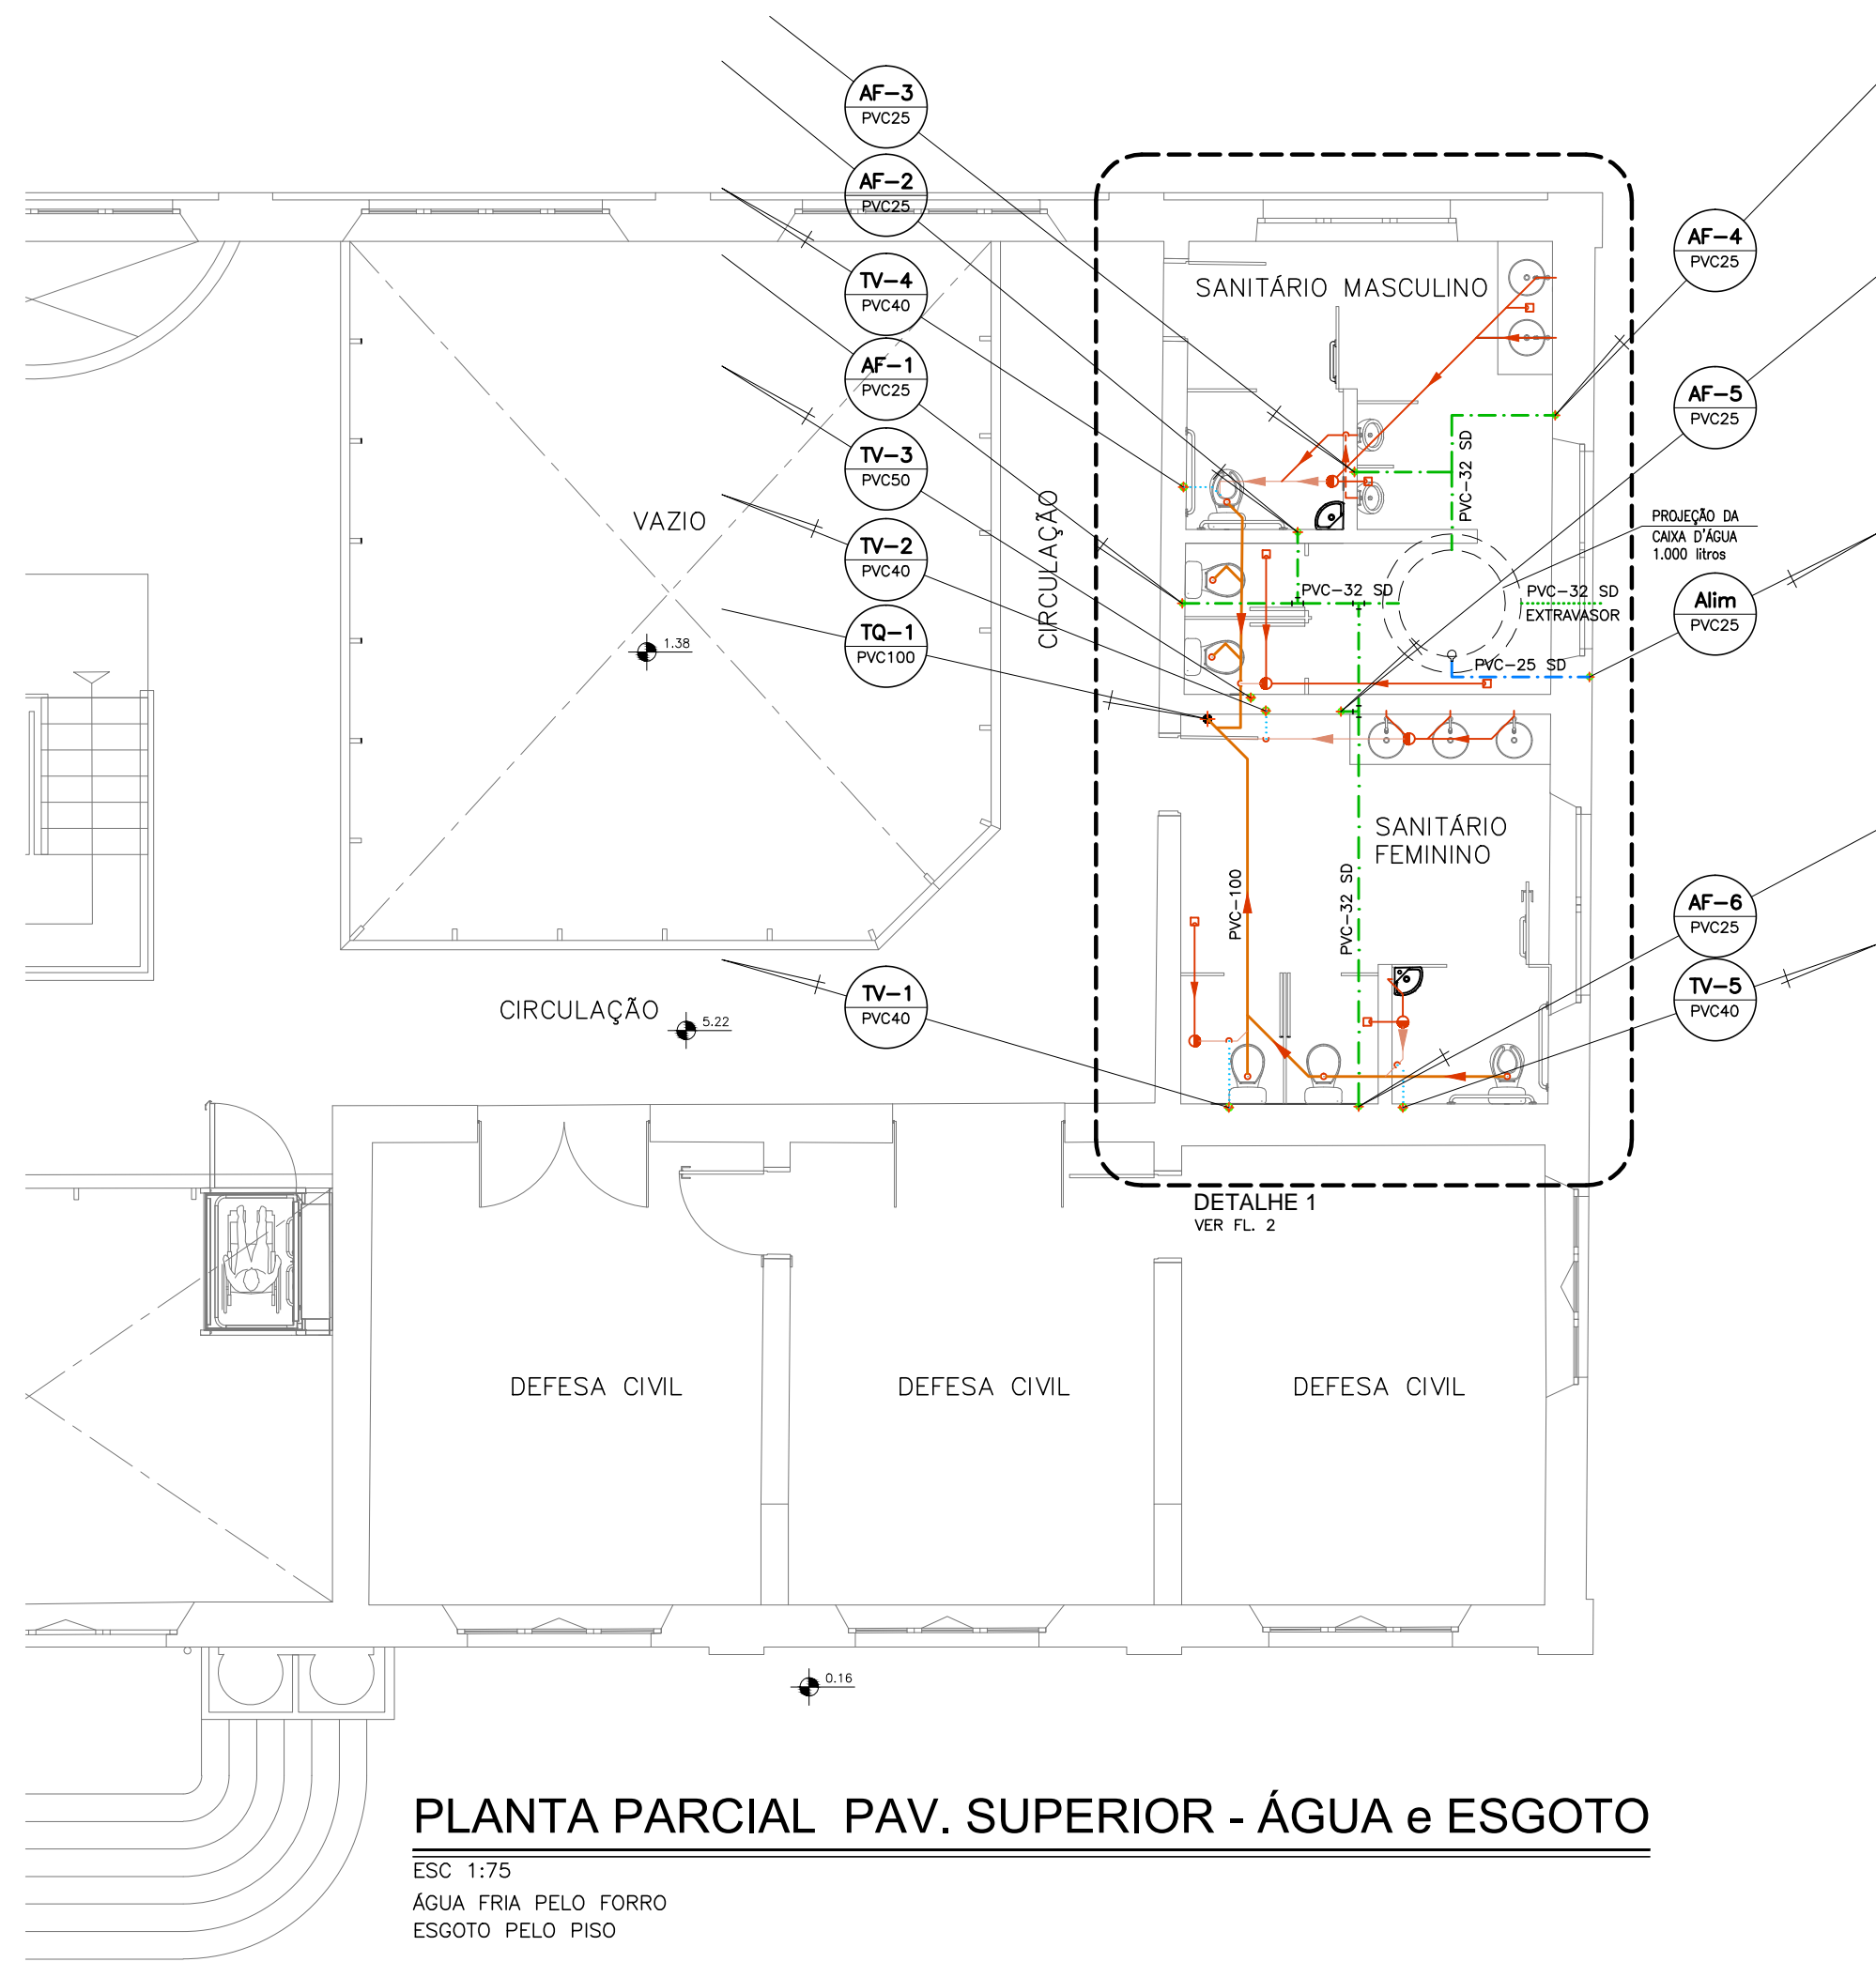 AF-3
PVC25
AF-2
PVC25
TV-4
PVC40
AF-1
PVC25
TV-3
PVC50
TV-2
PVC40
TQ-1
PVC100
TV-1
PVC40
AF-4
PVC25
AF-5
PVC25
Alim
PVC25
AF-6
PVC25
TV-5
PVC40
SANITÁRIO MASCULINO
PVC-32 SD
PROJEÇÃO DA
CAIXA D'ÁGUA
1.000 litros
VAZIO
1.38
CIRCULAÇÃO
PVC-32 SD
PVC-32 SD
EXTRAVASOR
PVC-25 SD
SANITÁRIO
FEMININO
PVC-100
PVC-32 SD
CIRCULAÇÃO
5.22
DETALHE 1
VER FL. 2
DEFESA CIVIL
DEFESA CIVIL
DEFESA CIVIL
0.16
PLANTA PARCIAL PAV. SUPERIOR - ÁGUA e ESGOTO
ESC 1:75
ÁGUA FRIA PELO FORRO
ESGOTO PELO PISO